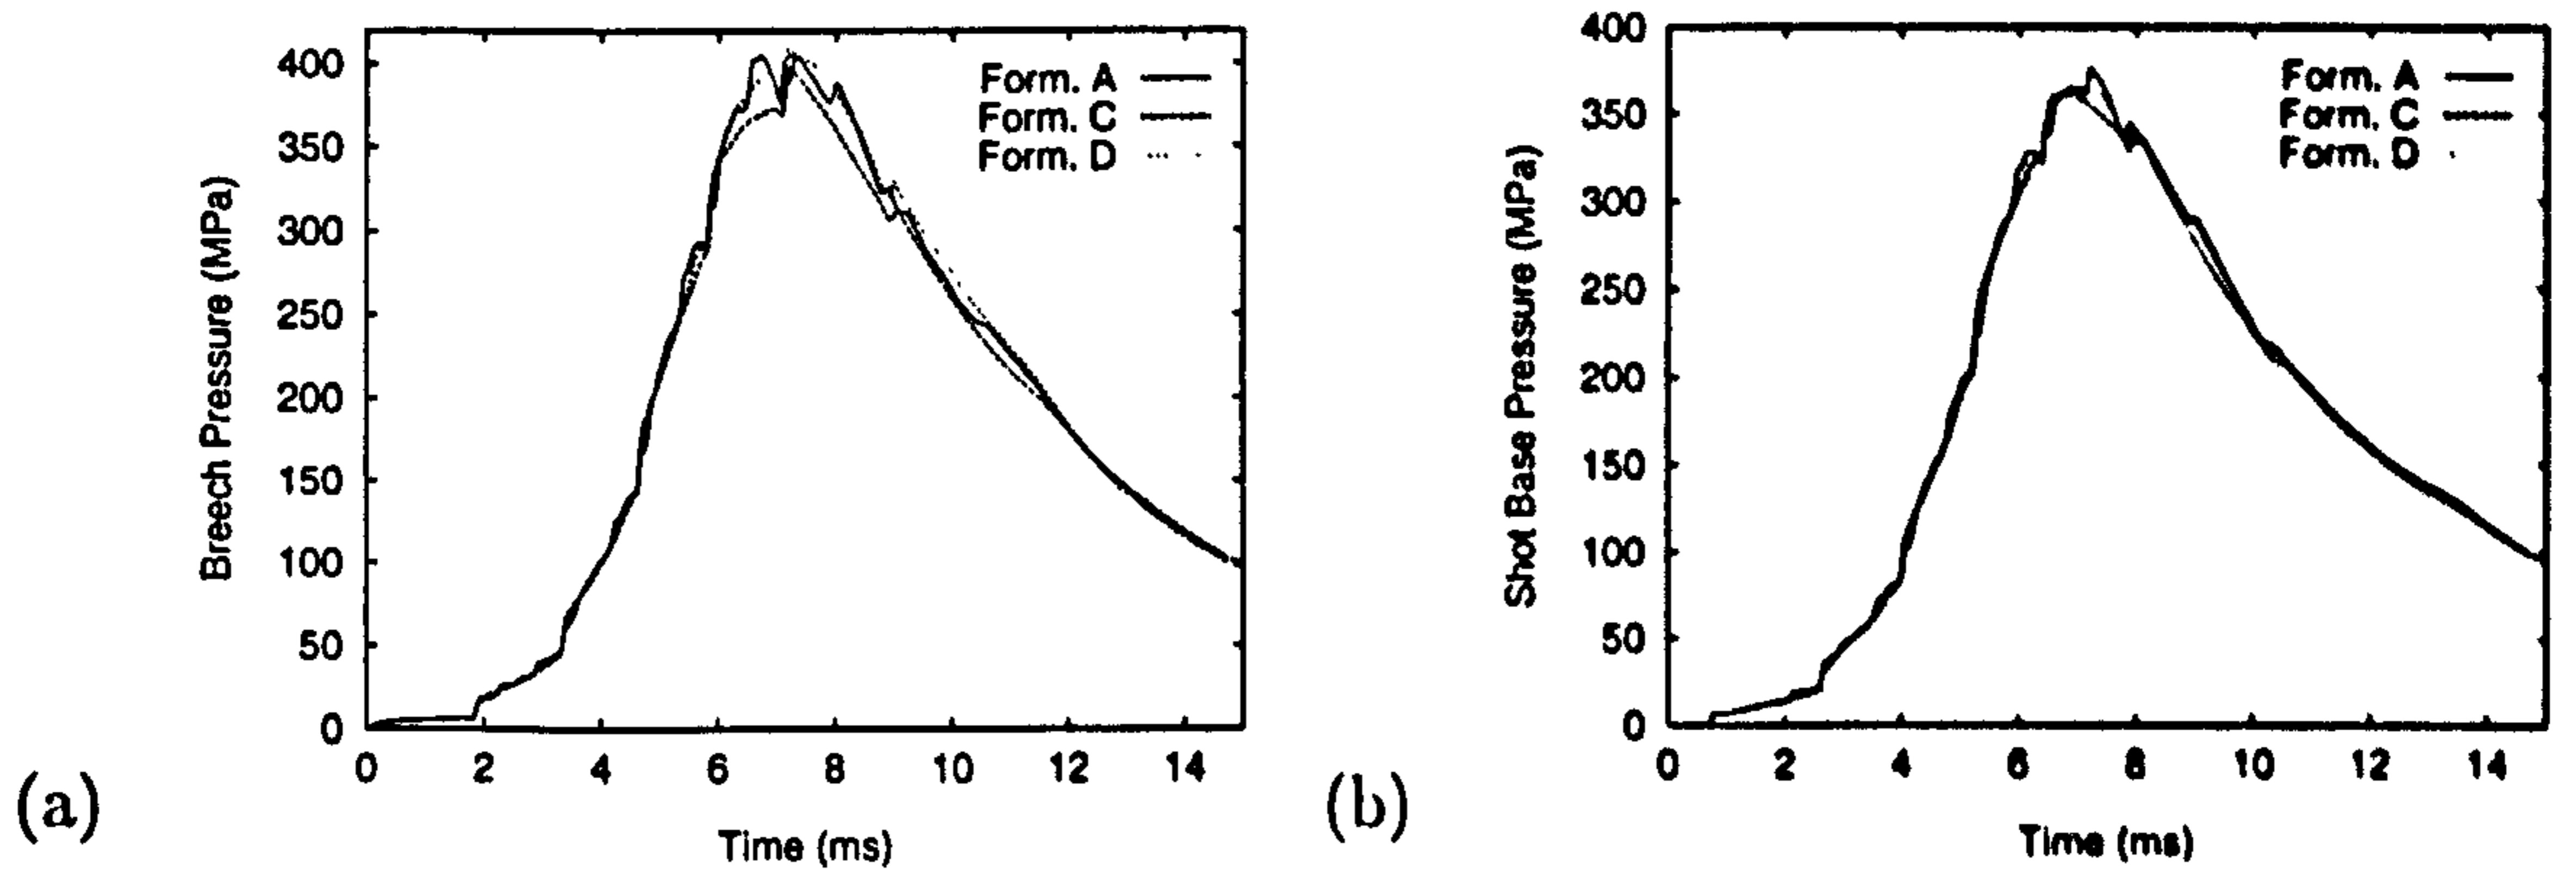 400
350
300
250
200
150
100
50
0
Breech Pressure (MPa)
Form. A
Form. C
Form. D
0 2 4 6 8 10 12 14
Time (ms)
(a)
400
350
300
250
200
150
100
50
0
Shot Base Pressure (MPa)
Form. A
Form. C
Form. D
0 2 4 6 8 10 12 14
Time (ms)
(b)